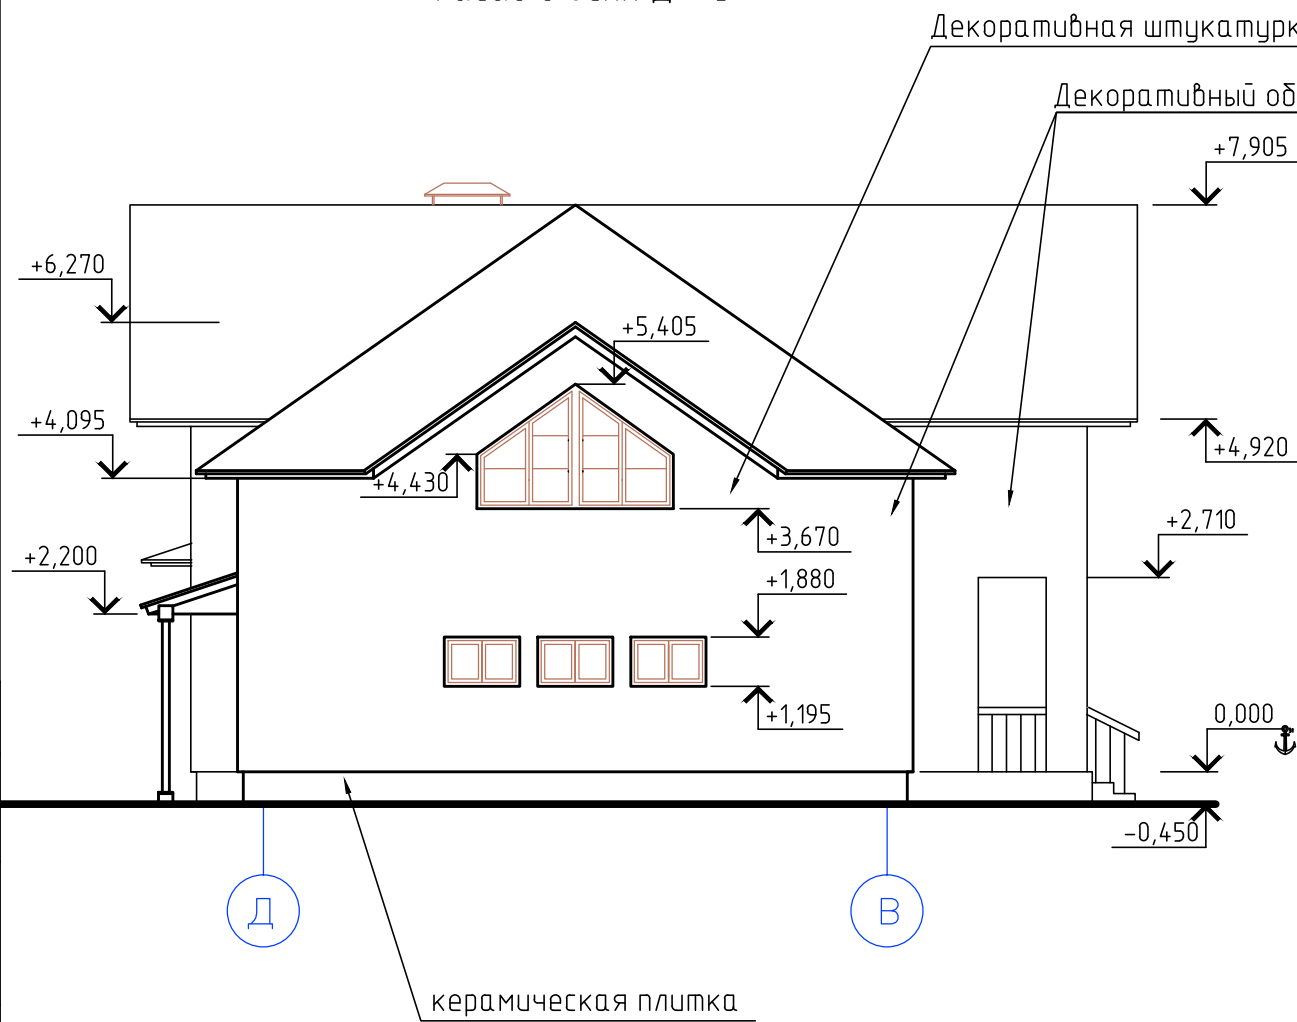 Декоративная штукатурк
Декоративный об
+7,905
+6,270
+5,405
+4,095
+4,920
+4,430
+3,670
+2,710
+2,200
+1,880
+1,195
0,000
-0,450
Д
В
керамическая плитка